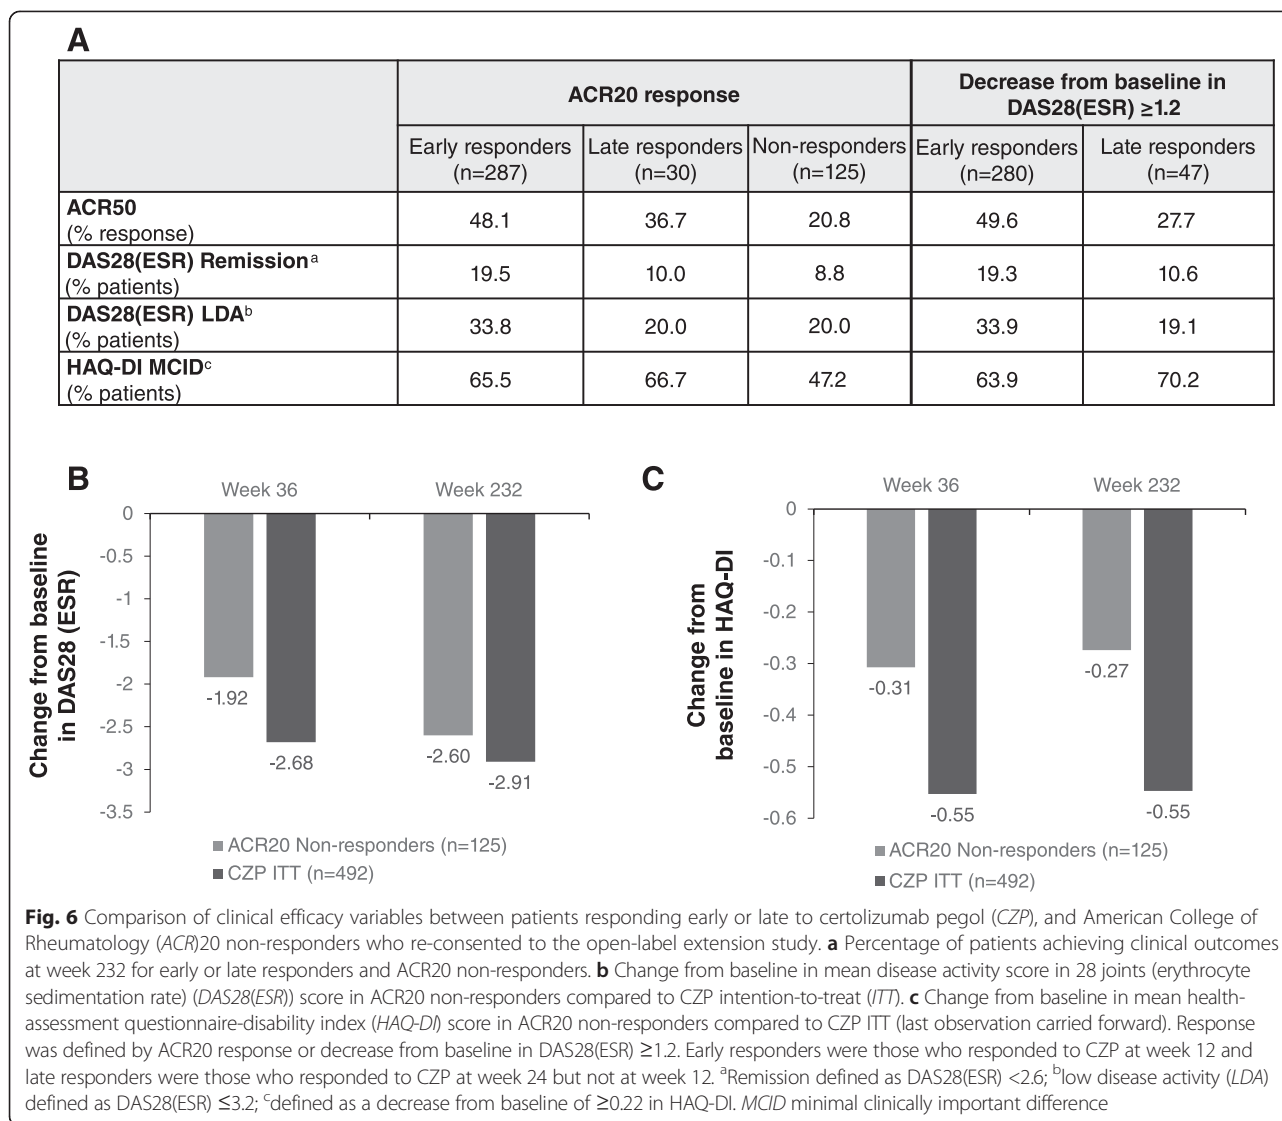 A
ACR20 response
Decrease from baseline in
DAS28(ESR) ≥1.2
Early responders
(n=287)
Late responders
(n=30)
Non-responders
(n=125)
Early responders
(n=280)
Late responders
(n=47)
ACR50
(% response)
48.1 36.7 20.8 49.6 27.7
DAS28(ESR) Remissionᵃ
(% patients)
19.5 10.0 8.8 19.3 10.6
DAS28(ESR) LDAᵇ
(% patients)
33.8 20.0 20.0 33.9 19.1
HAQ-DI MCIDᶜ
(% patients)
65.5 66.7 47.2 63.9 70.2
B
Week 36 Week 232
Change from baseline
in DAS28 (ESR)
0
-0.5
-1
-1.5
-2
-2.5
-3
-3.5
-1.92
-2.68
-2.60
-2.91
ACR20 Non-responders (n=125)
CZP ITT (n=492)
C
Week 36 Week 232
Change from
baseline in HAQ-DI
0
-0.1
-0.2
-0.3
-0.4
-0.5
-0.6
-0.31
-0.55
-0.27
-0.55
ACR20 Non-responders (n=125)
CZP ITT (n=492)
Fig. 6 Comparison of clinical efficacy variables between patients responding early or late to certolizumab pegol (CZP), and American College of
Rheumatology (ACR)20 non-responders who re-consented to the open-label extension study. a Percentage of patients achieving clinical outcomes
at week 232 for early or late responders and ACR20 non-responders. b Change from baseline in mean disease activity score in 28 joints (erythrocyte
sedimentation rate) (DAS28(ESR)) score in ACR20 non-responders compared to CZP intention-to-treat (ITT). c Change from baseline in mean health-
assessment questionnaire-disability index (HAQ-DI) score in ACR20 non-responders compared to CZP ITT (last observation carried forward). Response
was defined by ACR20 response or decrease from baseline in DAS28(ESR) ≥1.2. Early responders were those who responded to CZP at week 12 and
late responders were those who responded to CZP at week 24 but not at week 12. ᵃRemission defined as DAS28(ESR) <2.6; ᵇlow disease activity (LDA)
defined as DAS28(ESR) ≤3.2; ᶜdefined as a decrease from baseline of ≥0.22 in HAQ-DI. MCID minimal clinically important difference